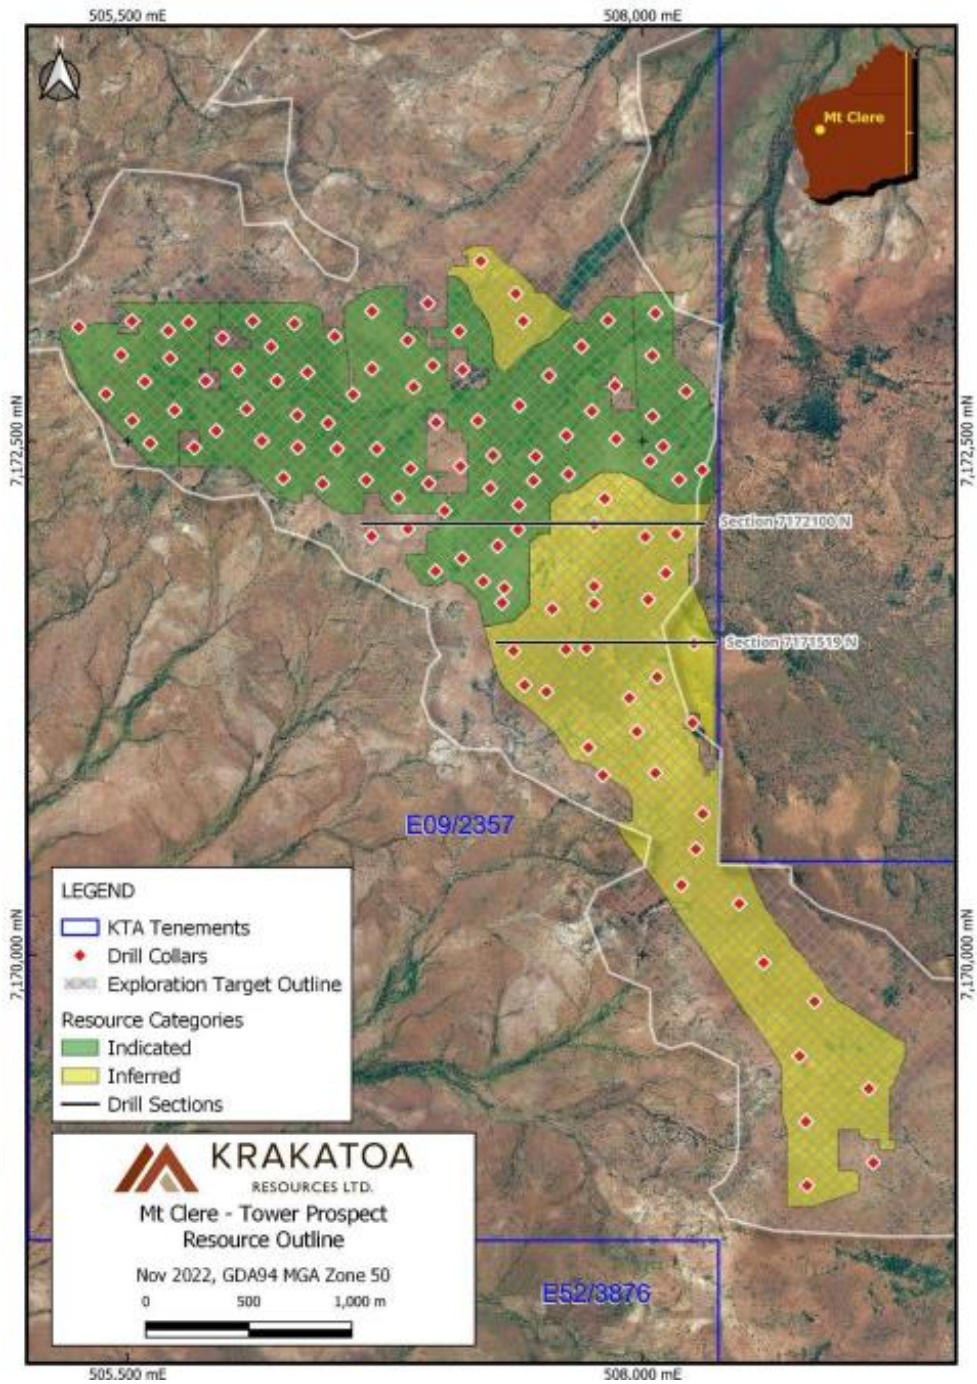 505,500 mE
508,000 mE
N
Mt Clere
7,172,500 mN
7,172,500 mN
Section 7172100 N
Section 7171519 N
E09/2357
LEGEND
KTA Tenements
Drill Collars
Exploration Target Outline
Resource Categories
Indicated
Inferred
Drill Sections
7,170,000 mN
7,170,000 mN
KRAKATOA
RESOURCES LTD.
Mt Clere - Tower Prospect
Resource Outline
Nov 2022, GDA94 MGA Zone 50
0 500 1,000 m
E52/3876
505,500 mE
508,000 mE